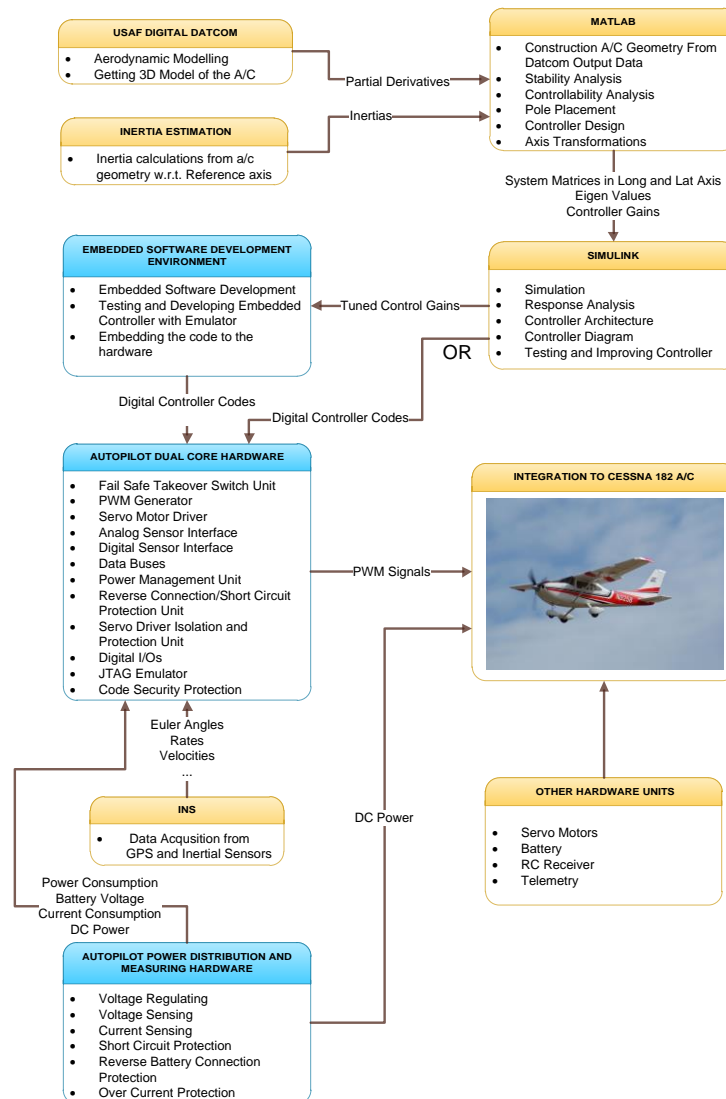 USAF DIGITAL DATCOM
• Aerodynamic Modelling
• Getting 3D Model of the A/C
Partial Derivatives
MATLAB
• Construction A/C Geometry From
Datcom Output Data
• Stability Analysis
• Controllability Analysis
• Pole Placement
• Controller Design
• Axis Transformations
INERTIA ESTIMATION
• Inertia calculations from a/c
geometry w.r.t. Reference axis
Inertias
System Matrices in Long and Lat Axis
Eigen Values
Controller Gains
EMBEDDED SOFTWARE DEVELOPMENT
ENVIRONMENT
• Embedded Software Development
• Testing and Developing Embedded
Controller with Emulator
• Embedding the code to the
hardware
Tuned Control Gains
SIMULINK
• Simulation
• Response Analysis
• Controller Architecture
• Controller Diagram
• Testing and Improving Controller
OR
Digital Controller Codes
Digital Controller Codes
AUTOPILOT DUAL CORE HARDWARE
• Fail Safe Takeover Switch Unit
• PWM Generator
• Servo Motor Driver
• Analog Sensor Interface
• Digital Sensor Interface
• Data Buses
• Power Management Unit
• Reverse Connection/Short Circuit
Protection Unit
• Servo Driver Isolation and
Protection Unit
• Digital I/Os
• JTAG Emulator
• Code Security Protection
PWM Signals
INTEGRATION TO CESSNA 182 A/C
Euler Angles
Rates
Velocities
...
INS
• Data Acqusition from
GPS and Inertial Sensors
DC Power
OTHER HARDWARE UNITS
• Servo Motors
• Battery
• RC Receiver
• Telemetry
Power Consumption
Battery Voltage
Current Consumption
DC Power
AUTOPILOT POWER DISTRIBUTION AND
MEASURING HARDWARE
• Voltage Regulating
• Voltage Sensing
• Current Sensing
• Short Circuit Protection
• Reverse Battery Connection
Protection
• Over Current Protection